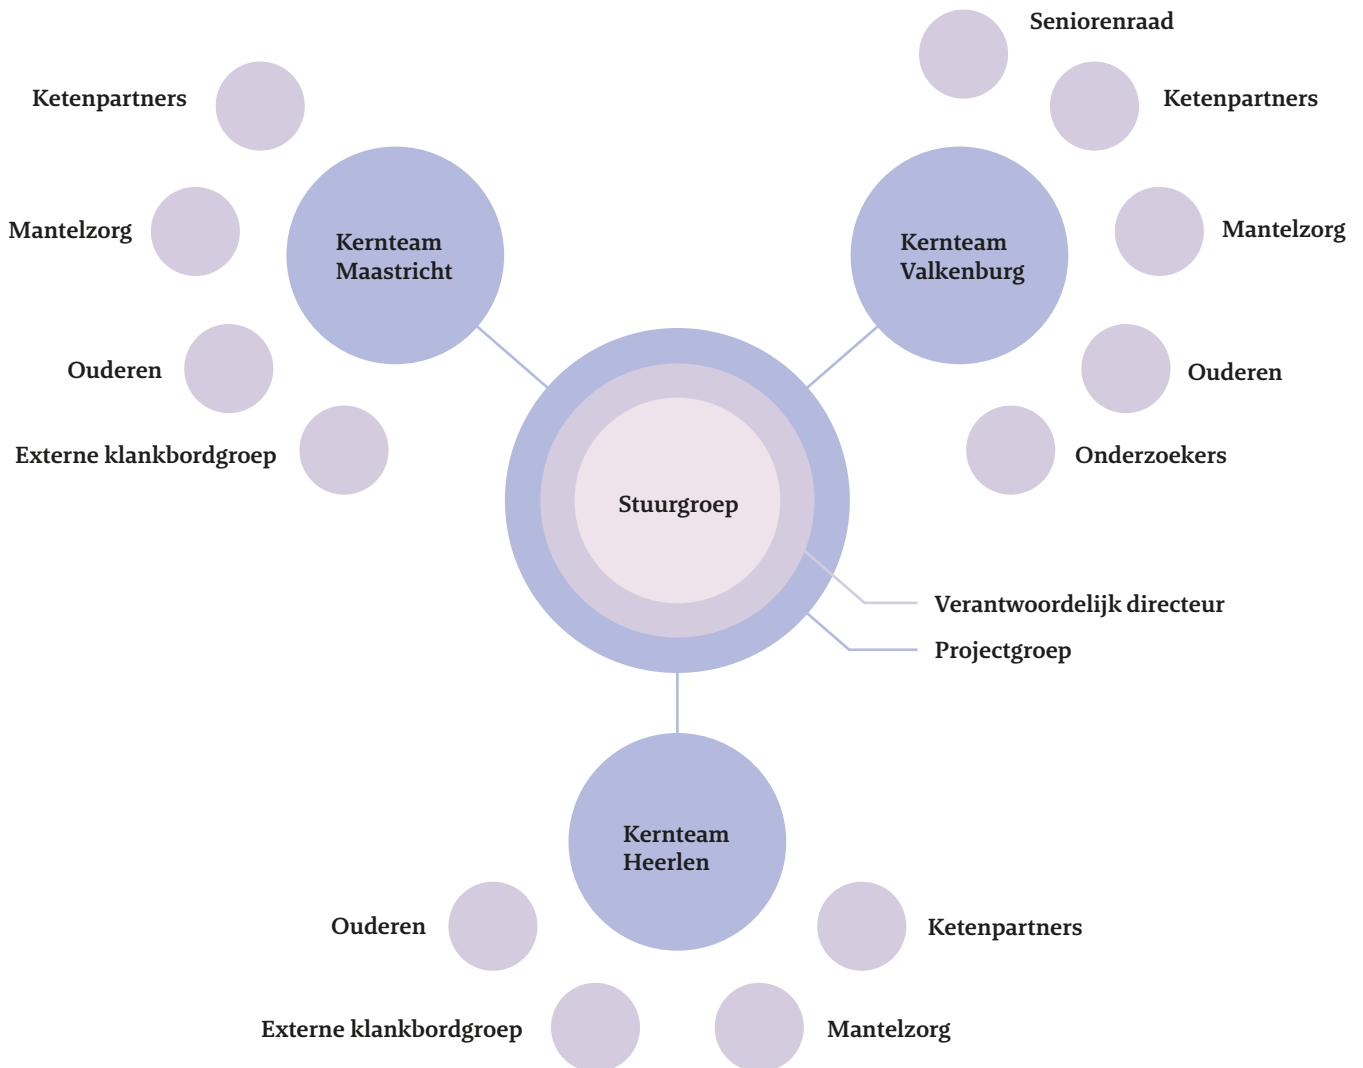 Seniorenraad
Ketenpartners
Ketenpartners
Mantelzorg
Mantelzorg
Kernteam
Maastricht
Kernteam
Valkenburg
Ouderen
Ouderen
Externe klankbordgroep
Onderzoekers
Stuurgroep
Verantwoordelijk directeur
Projectgroep
Kernteam
Heerlen
Ouderen
Ketenpartners
Externe klankbordgroep
Mantelzorg